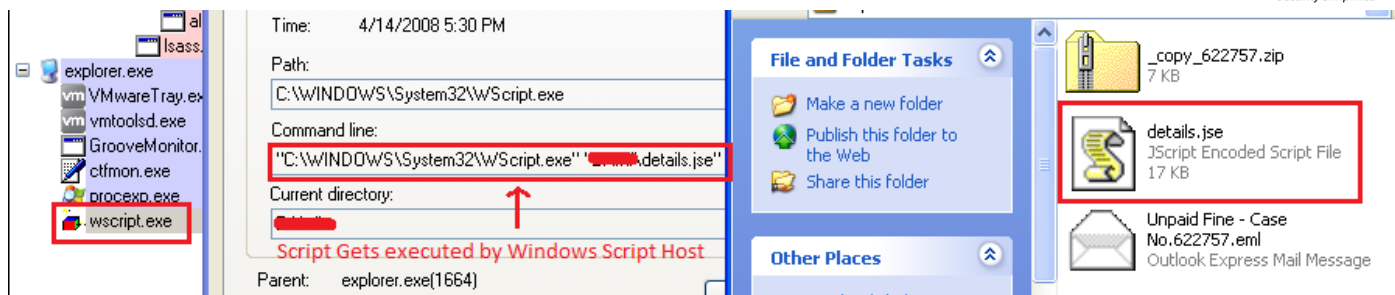 al
lsass.
explorer.exe
VMwareTray.ex
vmtoolsd.exe
GrooveMonitor.
ctfmon.exe
procexp.exe
wscript.exe
Time: 4/14/2008 5:30 PM
Path:
C:\WINDOWS\System32\WScript.exe
Command line:
"C:\WINDOWS\System32\WScript.exe" " \details.jse"
Current directory:
Script Gets executed by Windows Script Host
Parent: explorer.exe(1664)
File and Folder Tasks
Make a new folder
Publish this folder to
the Web
Share this folder
Other Places
_copy_622757.zip
7 KB
details.jse
JScript Encoded Script File
17 KB
Unpaid Fine - Case
No.622757.eml
Outlook Express Mail Message